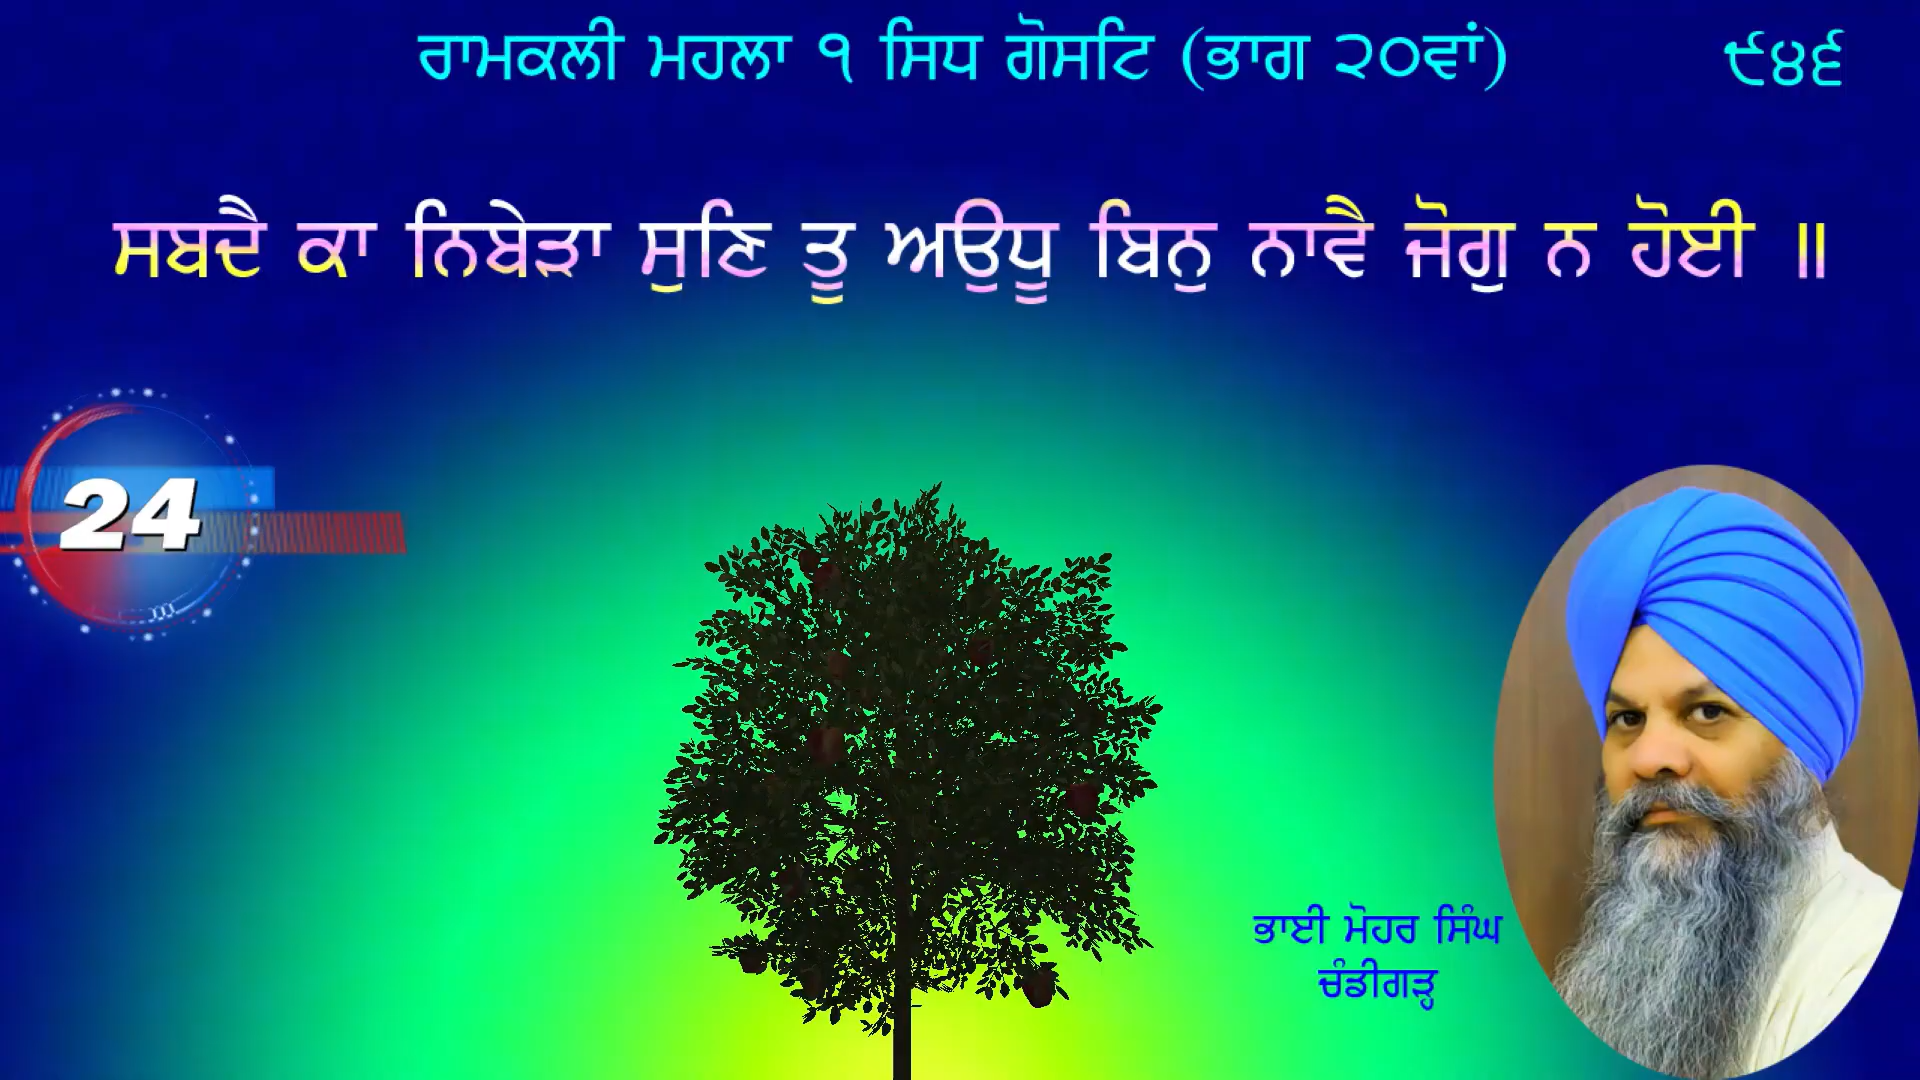 ਰਾਮਕਲੀ ਮਹਲਾ ੧ ਸਿਧ ਗੋਸਟਿ (ਭਾਗ ੨੦ਵਾਂ)
੯੪੬
ਸਬਦੈ ਕਾ ਨਿਬੇੜਾ ਸੁਣਿ ਤੂ ਅਉਧੂ ਬਿਨੁ ਨਾਵੈ ਜੋਗੁ ਨ ਹੋਈ ॥
24
ਭਾਈ ਮੋਹਰ ਸਿੰਘ
ਚੰਡੀਗੜ੍ਹ